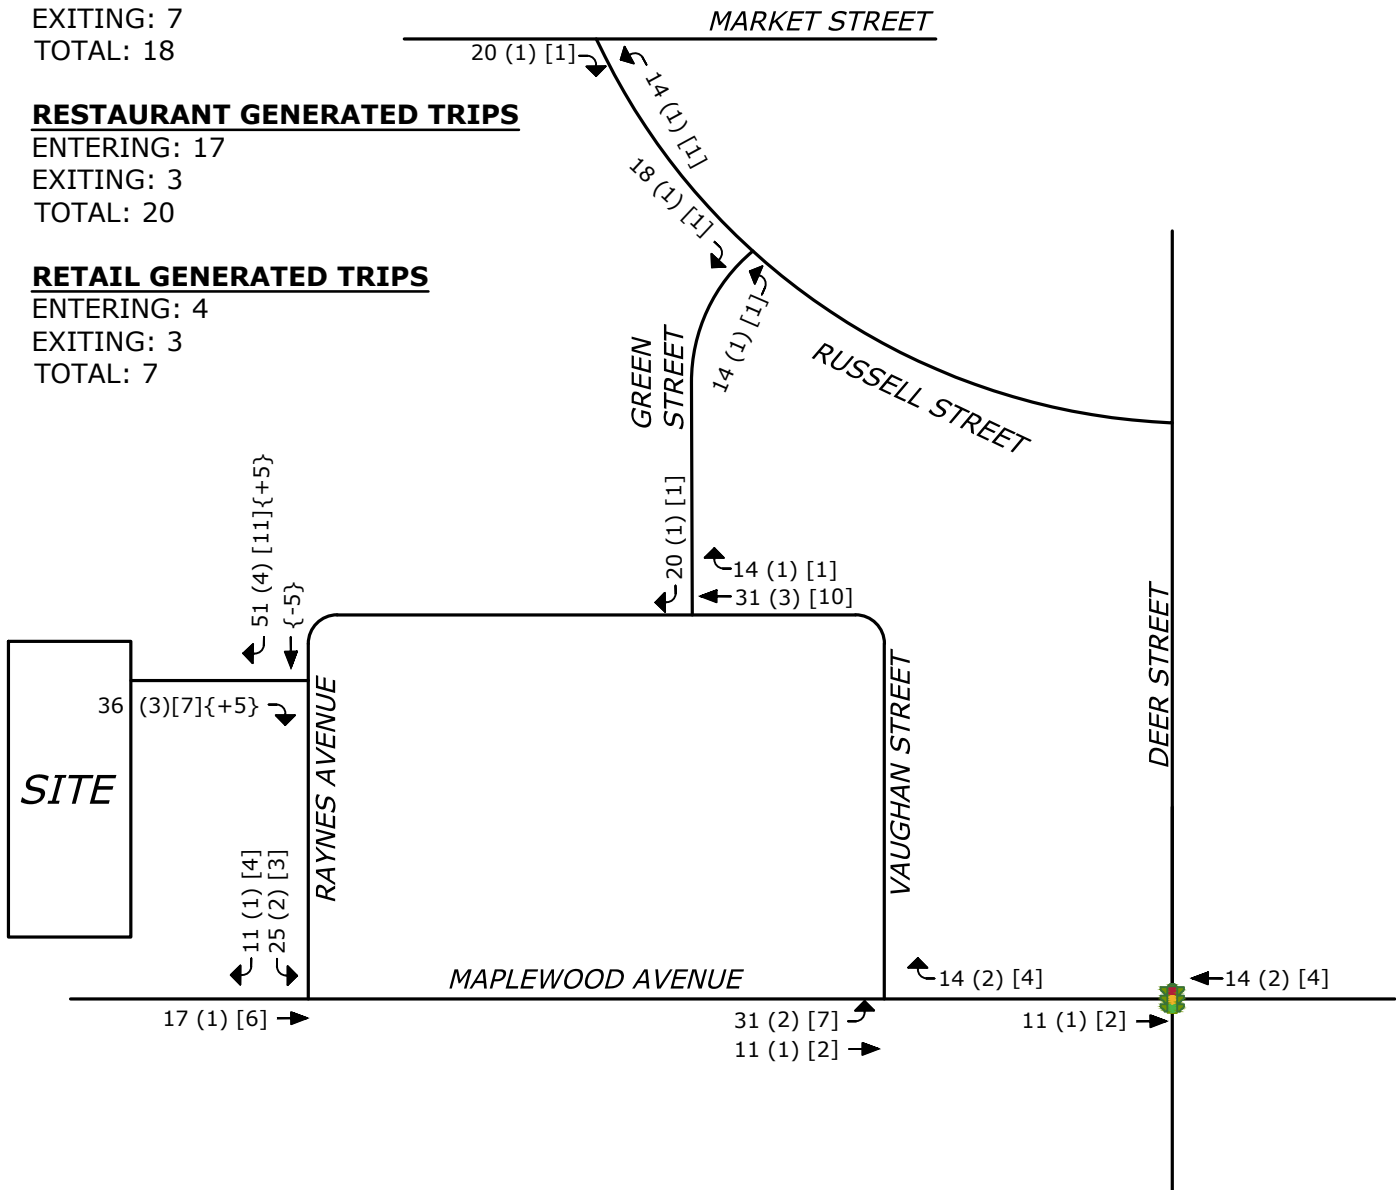 EXITING: 7
TOTAL: 18
RESTAURANT GENERATED TRIPS
ENTERING: 17
EXITING: 3
TOTAL: 20
RETAIL GENERATED TRIPS
ENTERING: 4
EXITING: 3
TOTAL: 7
MARKET STREET
20 (1) [1]
14 (1) [1]
18 (1) [1]
14 (1) [1]
RUSSELL STREET
GREEN
STREET
20 (1) [1]
14 (1) [1]
31 (3) [10]
51 (4) [11]{+5}
{-5}
36 (3)[7]{+5}
SITE
RAYNES AVENUE
VAUGHAN STREET
DEER STREET
11 (1) [4]
25 (2) [3]
MAPLEWOOD AVENUE
14 (2) [4]
14 (2) [4]
17 (1) [6]
31 (2) [7]
11 (1) [2]
11 (1) [2]